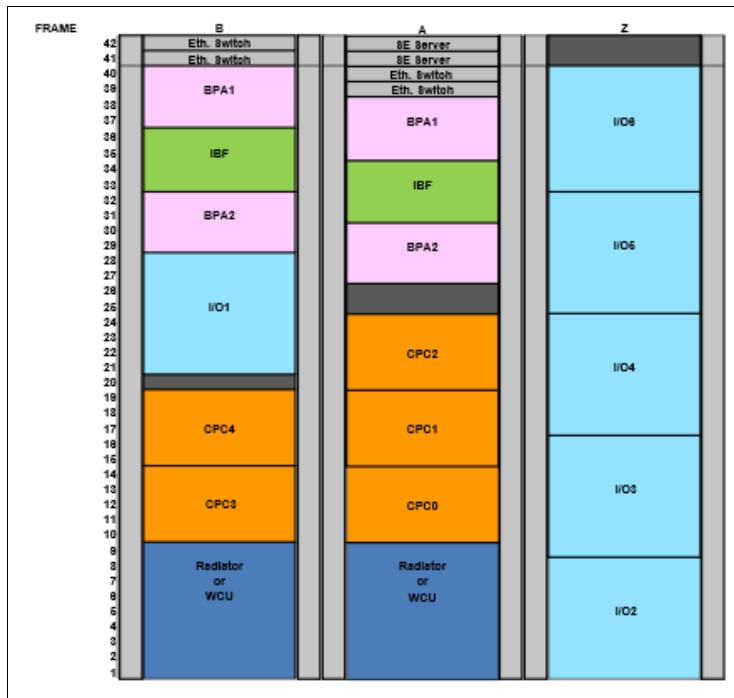 FRAME
B
A
Z
42
41
40
39
38
37
36
35
34
33
32
31
30
29
28
27
26
25
24
23
22
21
20
19
18
17
16
15
14
13
12
11
10
9
8
7
6
5
4
3
2
1
Eth. Switch
Eth. Switch
BPA1
IBF
BPA2
I/O1
CPC4
CPC3
Radiator
or
WCU
SE Server
SE Server
Eth. Switch
Eth. Switch
BPA1
IBF
BPA2
CPC2
CPC1
CPC0
Radiator
or
WCU
I/O6
I/O5
I/O4
I/O3
I/O2